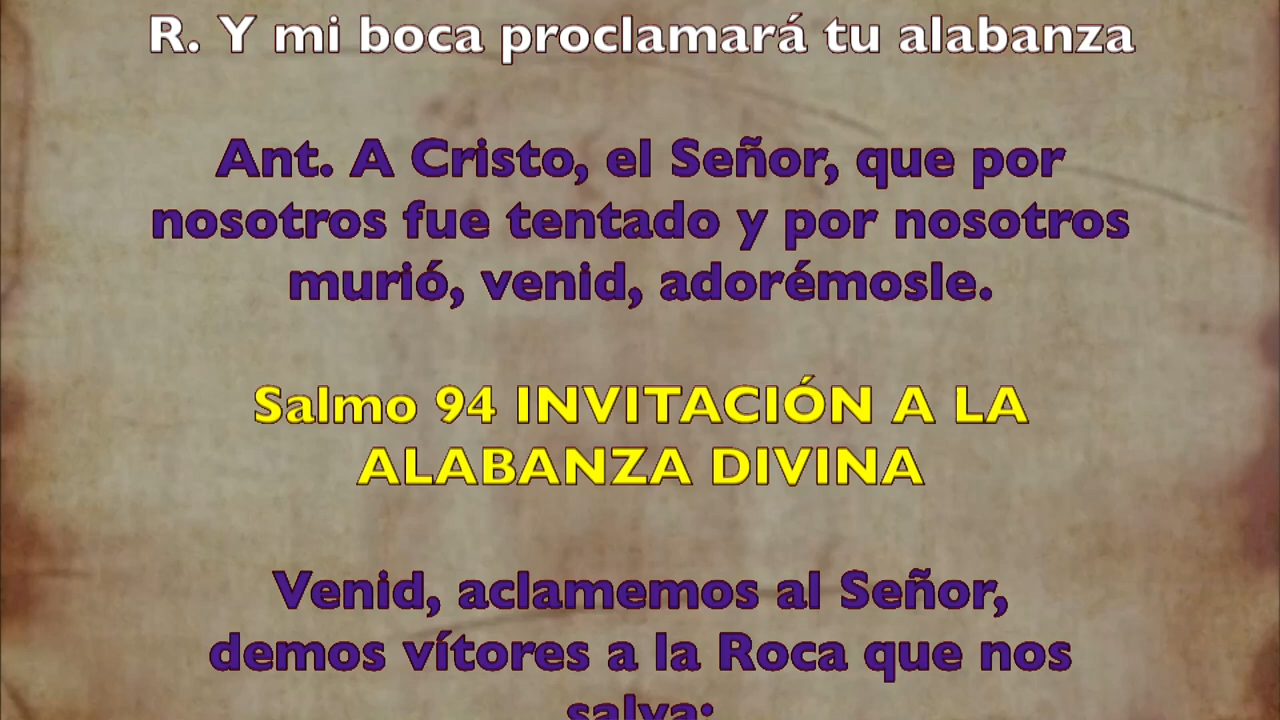 R. Y mi boca proclamará tu alabanza
Ant. A Cristo, el Señor, que por
nosotros fue tentado y por nosotros
murió, venid, adorémosle.
Salmo 94 INVITACIÓN A LA
ALABANZA DIVINA
Venid, aclamemos al Señor,
demos vítores a la Roca que nos
salva: